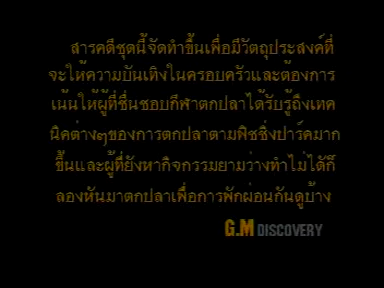 สารคดีชุดนี้จัดทำขึ้นเพื่อมีวัตถุประสงค์ที่
จะให้ความบันเทิงในครอบครัวและต้องการ
เน้นให้ผู้ที่ชื่นชอบกีฬาตกปลาได้รับรู้ถึงเทค
นิคต่างๆของการตกปลาตามฟิชชิ่งปาร์คมาก
ขึ้นและผู้ที่ยังหากิจกรรมยามว่างทำไม่ได้ก็
ลองหันมาตกปลาเพื่อการพักผ่อนกันดูบ้าง
G.M DISCOVERY